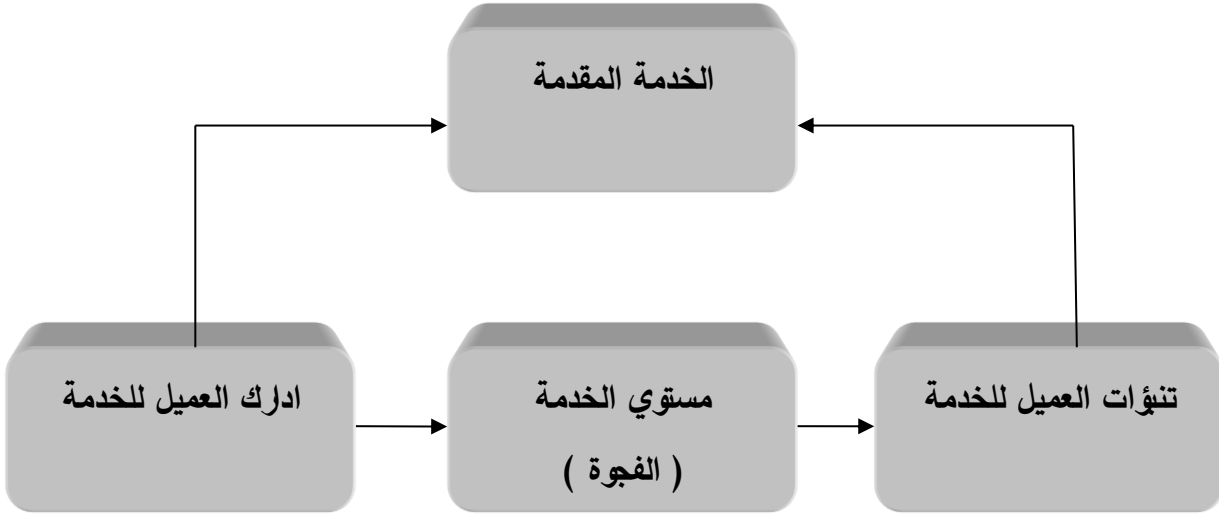 الخدمة المقدمة
تنبؤات العميل للخدمة
مستوي الخدمة
( الفجوة )
ادارك العميل للخدمة